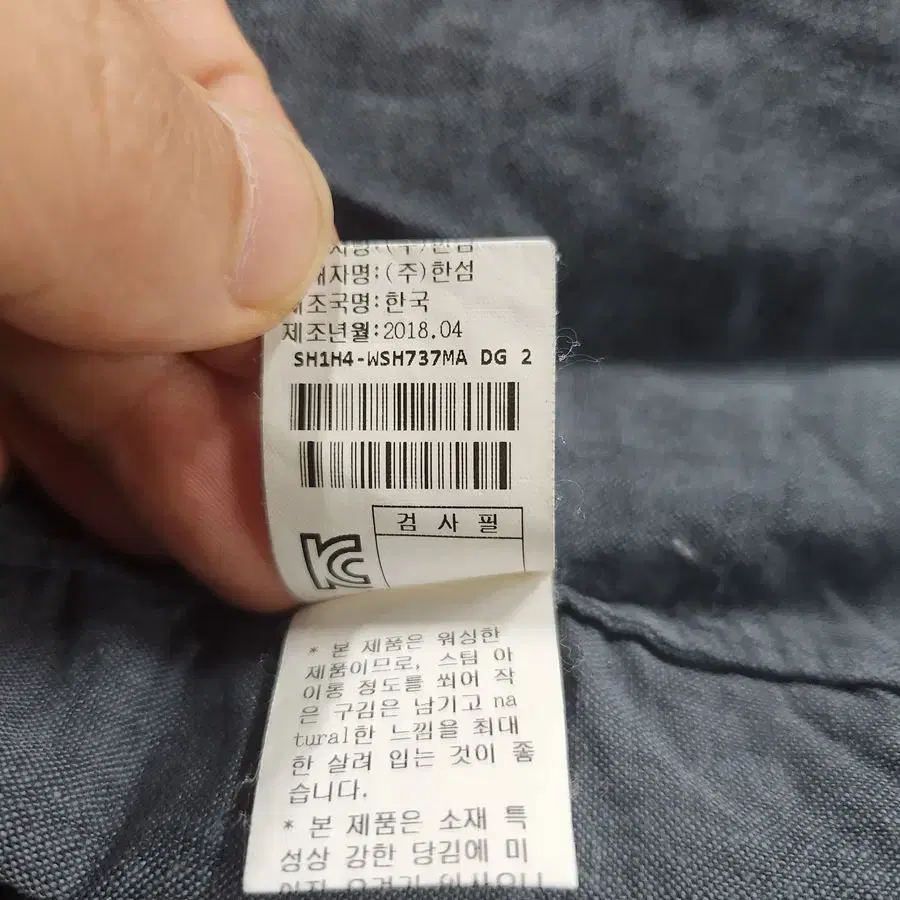 (주)한섬
자명:(주)한섬
제조국명:한국
제조년월:2018.04
SH1H4-WSH737MA DG 2
검 사 필
KC
* 본 제품은 워싱한
제품이므로, 스팀 아
이롱 정도를 쐬어 작
은 구김은 남기고 na
tural한 느낌을 최대
한 살려 입는 것이 좋
습니다.
* 본 제품은 소재 특
성상 강한 당김에 미